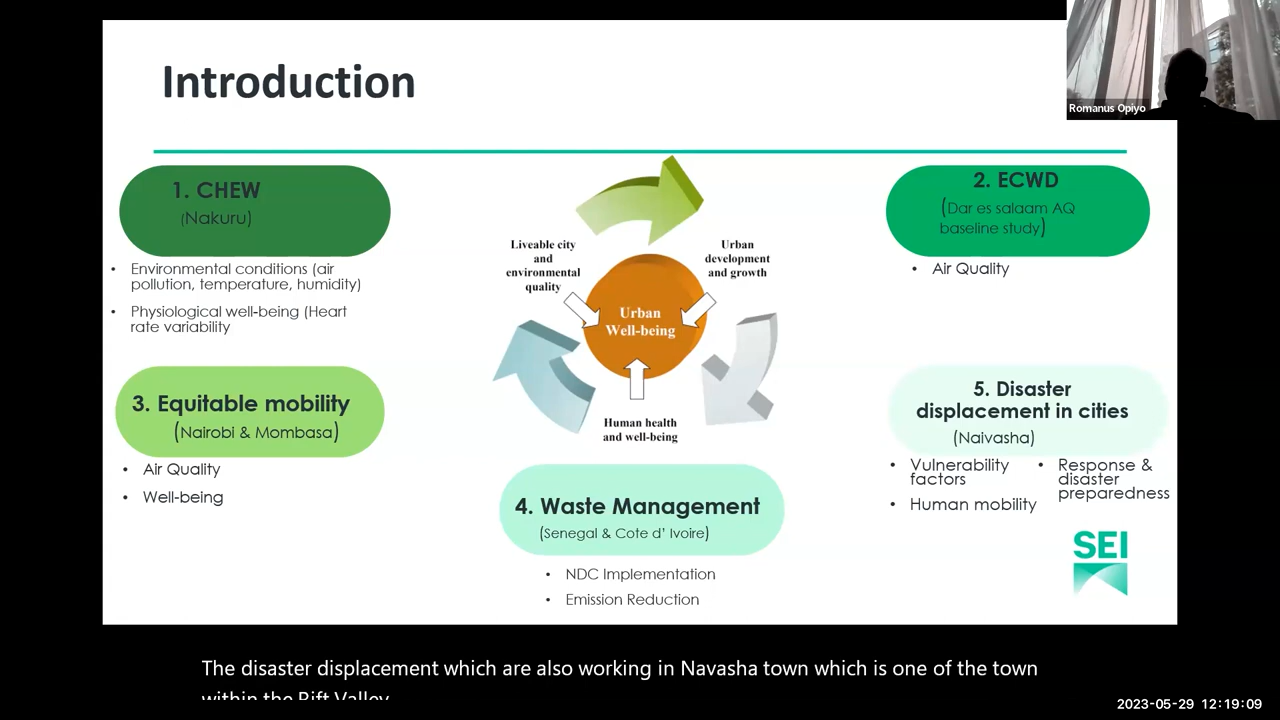 Introduction
Romanus Opiyo
1. CHEW
(Nakuru)
• Environmental conditions (air
pollution, temperature, humidity)
• Physiological well-being (Heart
rate variability
2. ECWD
(Dar es salaam AQ
baseline study)
• Air Quality
Liveable city
and
environmental
quality
Urban
development
and growth
Urban
Well-being
Human health
and well-being
3. Equitable mobility
(Nairobi & Mombasa)
• Air Quality
• Well-being
4. Waste Management
(Senegal & Cote d' Ivoire)
• NDC Implementation
• Emission Reduction
5. Disaster
displacement in cities
(Naivasha)
• Vulnerability
factors
• Human mobility
• Response &
disaster
preparedness
SEI
The disaster displacement which are also working in Navasha town which is one of the town
within the Rift Valley
2023-05-29 12:19:09